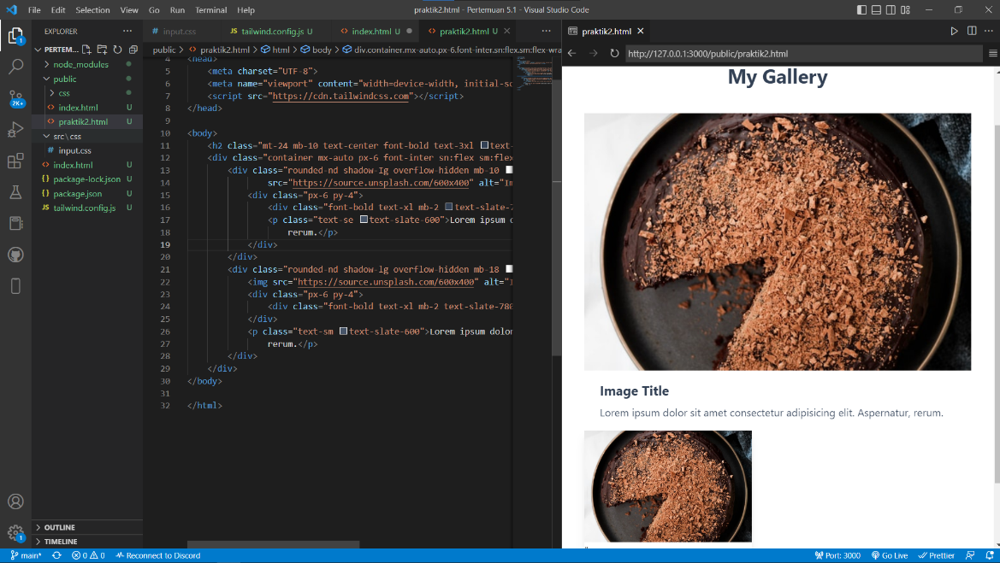 File Edit Selection View Go Run Terminal Help
praktik2.html - Pertemuan 5.1 - Visual Studio Code
EXPLORER
PERTEM...
node_modules
public
css
index.html U
praktik2.html U
src\css
input.css
index.html U
package-lock.json U
package.json U
tailwind.config.js U
OUTLINE
TIMELINE
1
2K+
1
input.css
tailwind.config.js U
index.html U
praktik2.html U
public > praktik2.html > html > body > div.container.mx-auto.px-6.font-inter.sn:flex.sm:flex-wra
4 <head>
5 <meta charset="UTF-8">
6 <meta name="viewport" content="width=device-width, initial-sc
7 <script src="https://cdn.tailwindcss.com"></script>
8 </head>
9
10 <body>
11 <h2 class="mt-24 mb-10 text-center font-bold text-3xl text-
12 <div class="container mx-auto px-6 font-inter sn:flex sm:flex
13 <div class="rounded-nd shadow-Ig overflow-hidden mb-10
14 src="https://source.unsplash.com/600x400" alt="Im
15 <div class="px-6 py-4">
16 <div class="font-bold text-xl mb-2 text-slate-7
17 <p class="text-se text-slate-600">Lorem ipsum d
18 rerum.</p>
19 </div>
20 </div>
21 <div class="rounded-nd shadow-lg overflow-hidden mb-18
22 <img src="https://source.unsplash.com/600x400" alt="I
23 <div class="px-6 py-4">
24 <div class="font-bold text-xl mb-2 text-slate-780
25 </div>
26 <p class="text-sm text-slate-600">Lorem ipsum dolor
27 rerum.</p>
28 </div>
29 </div>
30 </body>
31
32 </html>
praktik2.html
http://127.0.0.1:3000/public/praktik2.html
My Gallery
Image Title
Lorem ipsum dolor sit amet consectetur adipisicing elit. Aspernatur, rerum.
main* 0 0 Reconnect to Discord
Port: 3000 Go Live Prettier